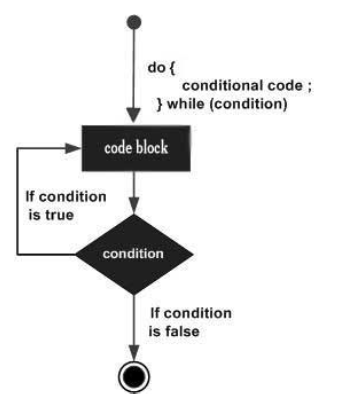 do {
conditional code ;
} while (condition)
code block
If condition
is true
condition
If condition
is false